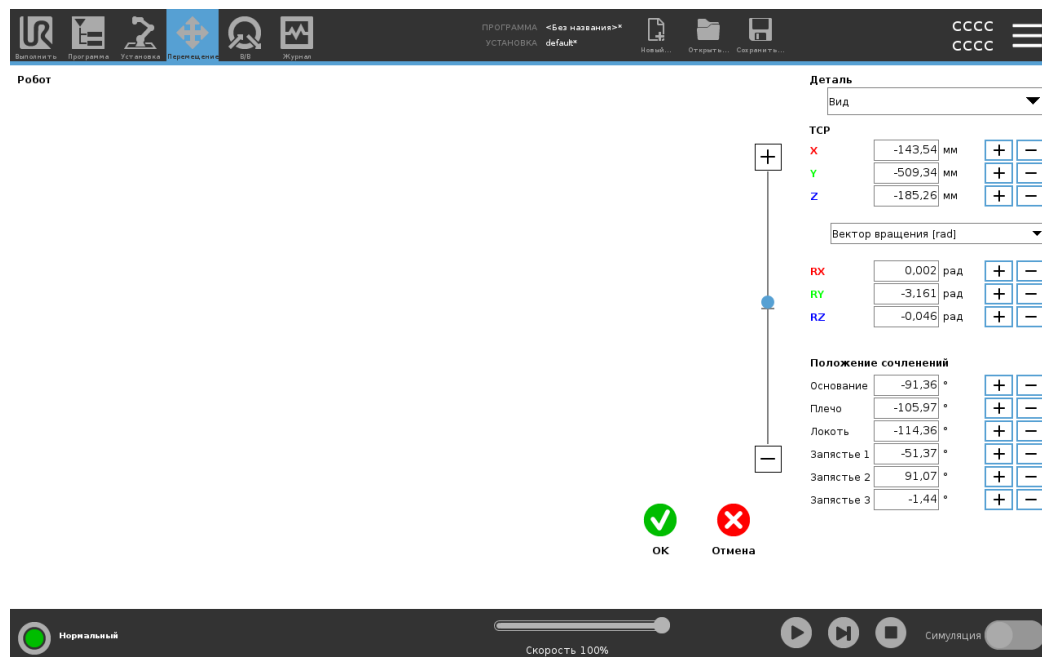 Выполнить Программа Установка Перемещение В/В Журнал
ПРОГРАММА <Без названия>*
УСТАНОВКА default*
Новый... Открыть... Сохранить...
CCCC
CCCC
Робот
Деталь
Вид
TCP
X -143,54 мм
Y -509,34 мм
Z -185,26 мм
Вектор вращения [rad]
RX 0,002 рад
RY -3,161 рад
RZ -0,046 рад
Положение сочленений
Основание -91,36 °
Плечо -105,97 °
Локоть -114,36 °
Запястье 1 -51,37 °
Запястье 2 91,07 °
Запястье 3 -1,44 °
OK Отмена
Нормальный
Скорость 100%
Симуляция